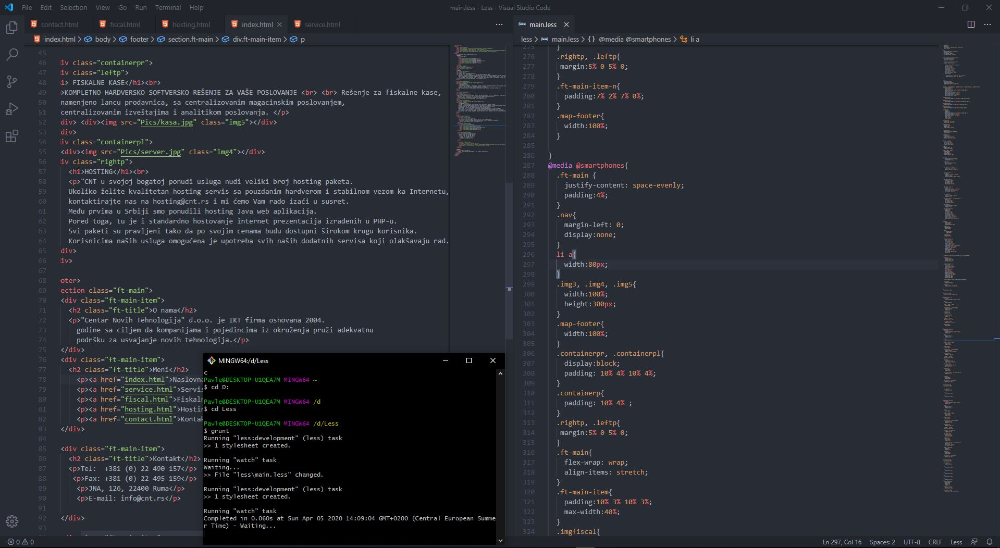 File Edit Selection View Go Run Terminal Help
main.less - Less - Visual Studio Code
contact.html fiscal.html hosting.html index.html service.html
index.html > body > footer > section.ft-main > div.ft-main-item > p
45
46 iv class="containerpr">
47 iv class="leftp">
48 1> FISKALNE KASE</h1><br>
49 >KOMPLETNO HARDVERSKO-SOFTVERSKO REŠENJE ZA VAŠE POSLOVANJE <br> <br> Rešenje za fiskalne kase,
50 namenjeno lancu prodavnica, sa centralizovanim magacinskim poslovanjem,
51 centralizovanim izveštajima i analitikom poslovanja. </p>
52 div> <div><img src="Pics/kasa.jpg" class="img5"></div>
53 div>
54 iv class="containerpl">
55 <div><img src="Pics/server.jpg" class="img4"></div>
56 iv class="rightp">
57 <h1>HOSTING</h1><br>
58 <p>"CNT u svojoj bogatoj ponudi usluga nudi veliki broj hosting paketa.
59 Ukoliko želite kvalitetan hosting servis sa pouzdanim hardverom i stabilnom vezom ka Internetu,
60 kontaktirajte nas na hosting@cnt.rs i mi ćemo Vam rado izaći u susret.
61 Među prvima u Srbiji smo ponudili hosting Java web aplikacija.
62 Pored toga, tu je i standardno hostovanje internet prezentacija izrađenih u PHP-u.
63 Svi paketi su pravljeni tako da po svojim cenama budu dostupni širokom krugu korisnika.
64 Korisnicima naših usluga omogućena je upotreba svih naših dodatnih servisa koji olakšavaju rad.
65 div>
66 iv>
67
68 oter>
69 ection class="ft-main">
70 <div class="ft-main-item">
71 <h2 class="ft-title">O nama</h2>
72 <p>"Centar Novih Tehnologija" d.o.o. je IKT firma osnovana 2004.
73 godine sa ciljem da kompanijama i pojedincima iz okruženja pruži adekvatnu
74 podršku za usvajanje novih tehnologija.</p>
75 </div>
76 <div class="ft-main-item">
77 <h2 class="ft-title">Meni</h2>
78 <p><a href="index.html">Naslovna
79 <p><a href="service.html">Servis
80 <p><a href="fiscal.html">Fiskaln
81 <p><a href="hosting.html">Hostin
82 <p><a href="contact.html">Kontak
83 </div>
84
85 <div class="ft-main-item">
86 <h2 class="ft-title">Kontakt</h2>
87 <p>Tel: +381 (0) 22 490 157</p>
88 <p>Fax: +381 (0) 22 495 159</p>
89 <p>JNA, 126, 22400 Ruma</p>
90 <p>E-mail: info@cnt.rs</p>
91
92 </div>
93
MINGW64:/d/Less
c
Pavle@DESKTOP-U1QEA7M MINGW64 ~
$ cd D:
Pavle@DESKTOP-U1QEA7M MINGW64 /d
$ cd Less
Pavle@DESKTOP-U1QEA7M MINGW64 /d/Less
$ grunt
Running "less:development" (less) task
>> 1 stylesheet created.
Running "watch" task
Waiting...
>> File "less\main.less" changed.
Running "less:development" (less) task
>> 1 stylesheet created.
Running "watch" task
Completed in 0.060s at Sun Apr 05 2020 14:09:04 GMT+0200 (Central European Summe
r Time) - Waiting...
main.less
less > main.less > {} @media @smartphones > li a
275 }
276 .rightp, .leftp{
277 margin:5% 0 5% 0;
278 }
279 .ft-main-item-n{
280 padding:7% 2% 7% 0%;
281 }
282 .map-footer{
283 width:100%;
284 }
285
286 }
287 @media @smartphones{
288 .ft-main {
289 justify-content: space-evenly;
290 padding:4%;
291 }
292 .nav{
293 margin-left: 0;
294 display:none;
295 }
296 li a{
297 width:80px;
298 }
299 .img3, .img4, .img5{
300 width:100%;
301 height:300px;
302 }
303 .map-footer{
304 width:100%;
305 }
306 .containerpr, .containerpl{
307 display:block;
308 padding: 10% 4% 10% 4%;
309 }
310 .containerp{
311 padding: 10% 4% ;
312 }
313 .rightp, .leftp{
314 margin:5% 0 5% 0;
315 }
316 .ft-main{
317 flex-wrap: wrap;
318 align-items: stretch;
319 }
320 .ft-main-item{
321 padding:10% 3% 10% 3%;
322 max-width:40%;
323 }
324 .imgfiscal{
0 0
Ln 297, Col 16 Spaces: 2 UTF-8 CRLF Less